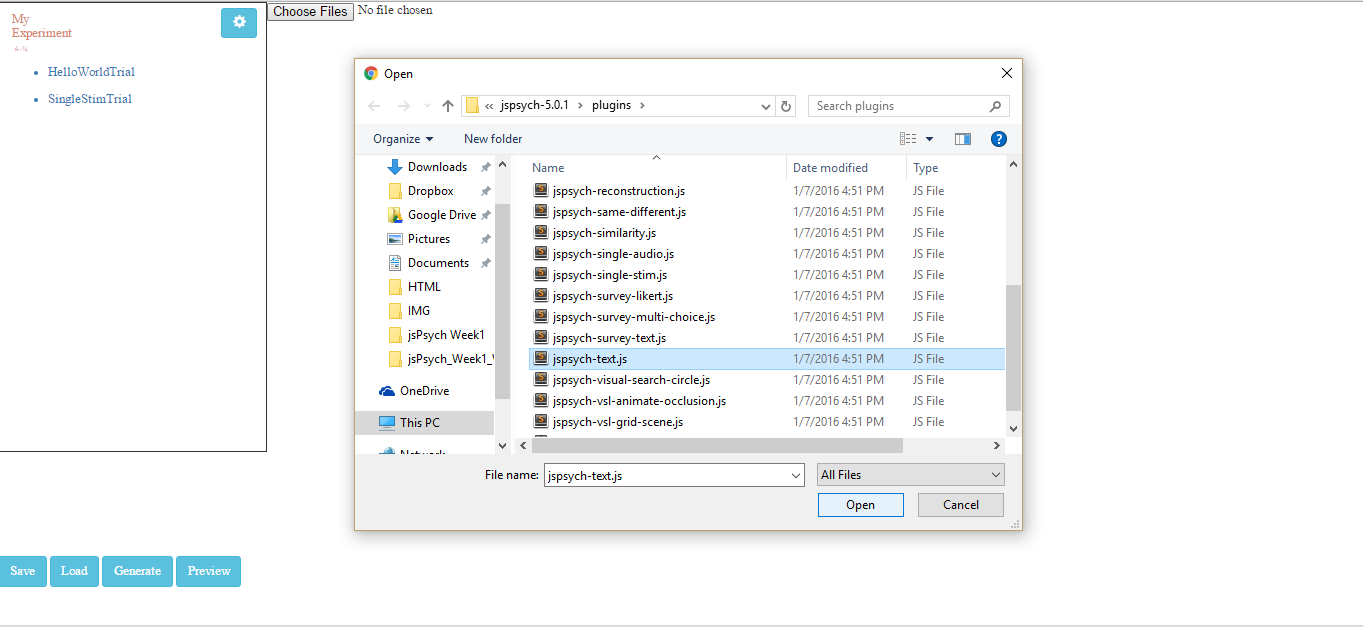 My
Experiment
HelloWorldTrial
SingleStimTrial
Choose Files No file chosen
Open
« jspsych-5.0.1 > plugins >
Search plugins
Organize
New folder
?
Downloads
Dropbox
Google Drive
Pictures
Documents
HTML
IMG
jsPsych Week1
jsPsych_Week1_
OneDrive
This PC
Network
Name Date modified Type
jspsych-reconstruction.js 1/7/2016 4:51 PM JS File
jspsych-same-different.js 1/7/2016 4:51 PM JS File
jspsych-similarity.js 1/7/2016 4:51 PM JS File
jspsych-single-audio.js 1/7/2016 4:51 PM JS File
jspsych-single-stim.js 1/7/2016 4:51 PM JS File
jspsych-survey-likert.js 1/7/2016 4:51 PM JS File
jspsych-survey-multi-choice.js 1/7/2016 4:51 PM JS File
jspsych-survey-text.js 1/7/2016 4:51 PM JS File
jspsych-text.js 1/7/2016 4:51 PM JS File
jspsych-visual-search-circle.js 1/7/2016 4:51 PM JS File
jspsych-vsl-animate-occlusion.js 1/7/2016 4:51 PM JS File
jspsych-vsl-grid-scene.js 1/7/2016 4:51 PM JS File
File name: jspsych-text.js
All Files
Open
Cancel
Save
Load
Generate
Preview